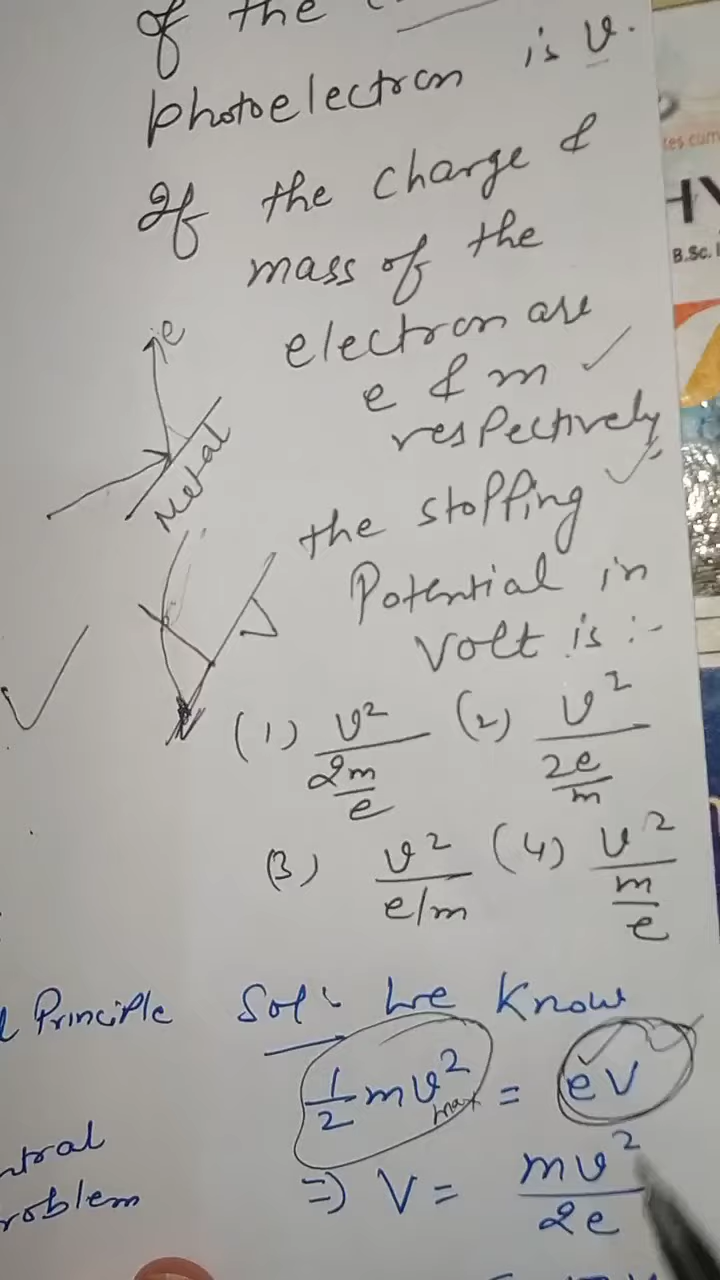 of the
photoelectron is v.
If the charge &
mass of the
electron are
e & m
respectively
the stopping
Potential in
volt is :-
e
Metal
(1) v²/(2m/e) (2) v²/(2e/m)
(3) v²/(e/m) (4) v²/(m/e)
Principle
Solⁿ: We Know
1/2 mv²max = eV
⇒ V = mv²/2e
roblem
B.Sc.